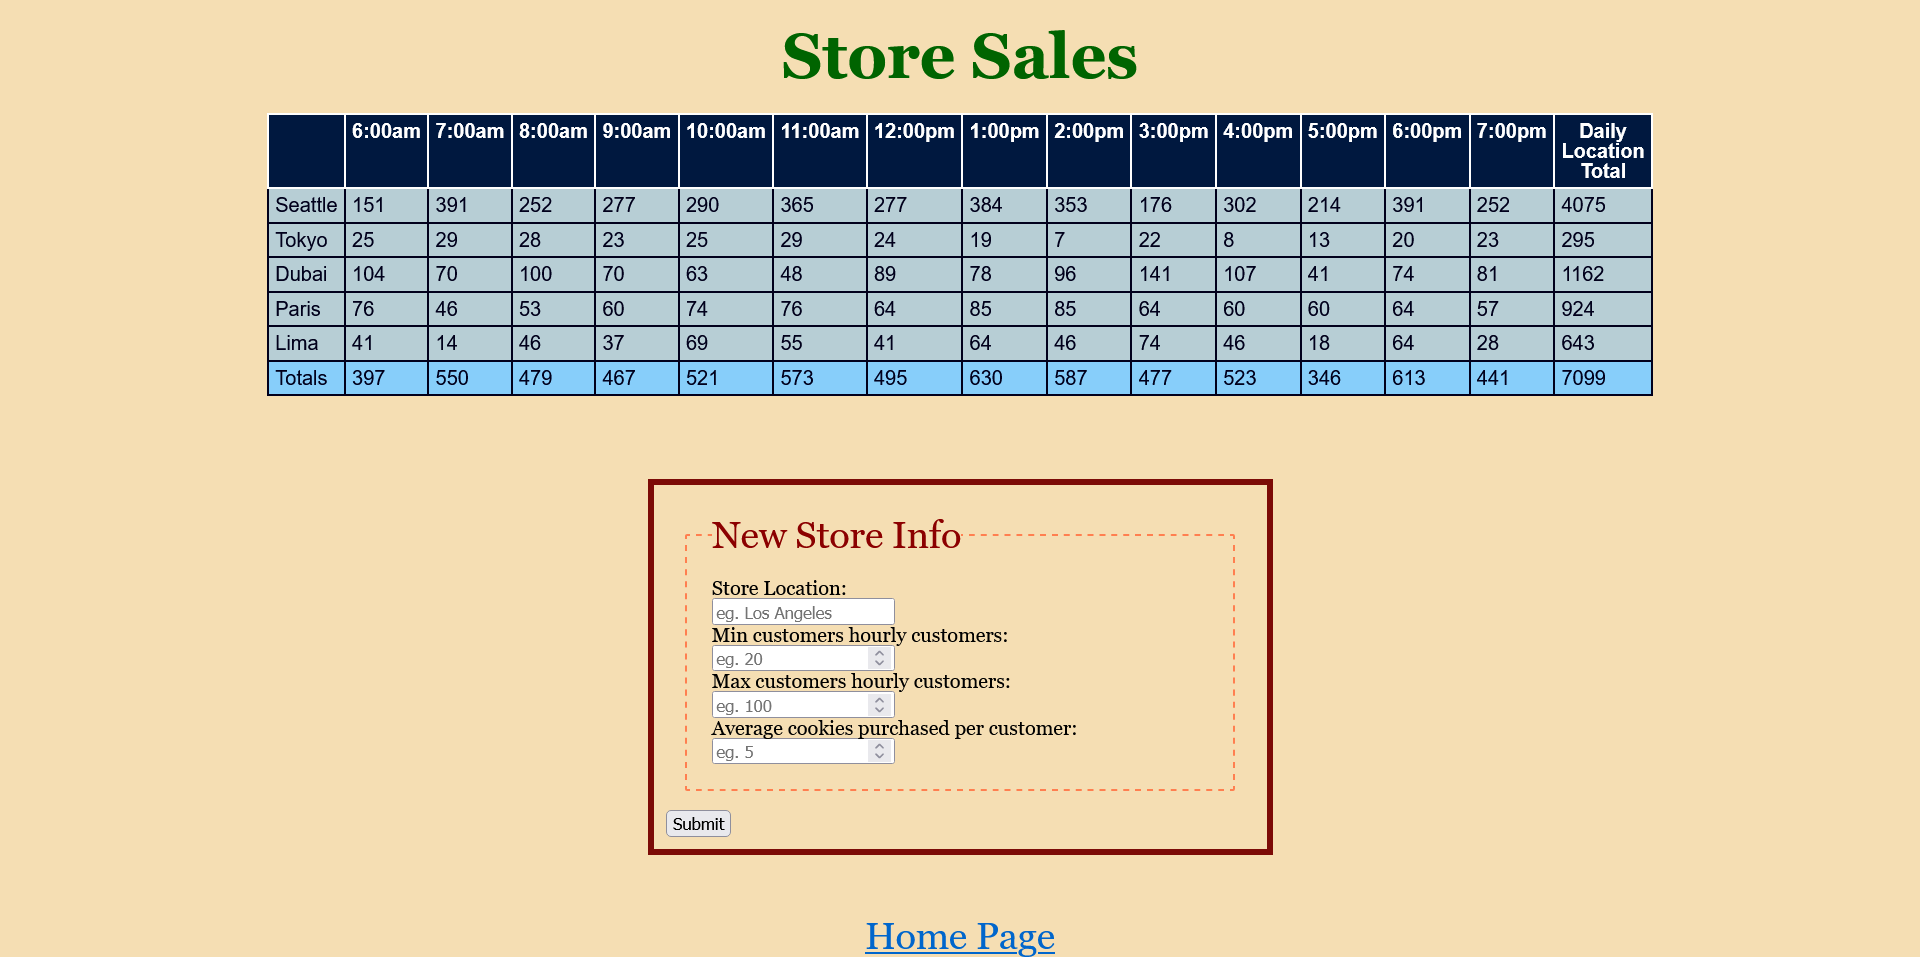 Store Sales
6:00am 7:00am 8:00am 9:00am 10:00am 11:00am 12:00pm 1:00pm 2:00pm 3:00pm 4:00pm 5:00pm 6:00pm 7:00pm Daily
Location
Total
Seattle 151 391 252 277 290 365 277 384 353 176 302 214 391 252 4075
Tokyo 25 29 28 23 25 29 24 19 7 22 8 13 20 23 295
Dubai 104 70 100 70 63 48 89 78 96 141 107 41 74 81 1162
Paris 76 46 53 60 74 76 64 85 85 64 60 60 64 57 924
Lima 41 14 46 37 69 55 41 64 46 74 46 18 64 28 643
Totals 397 550 479 467 521 573 495 630 587 477 523 346 613 441 7099
New Store Info
Store Location:
eg. Los Angeles
Min customers hourly customers:
eg. 20
Max customers hourly customers:
eg. 100
Average cookies purchased per customer:
eg. 5
Submit
Home Page